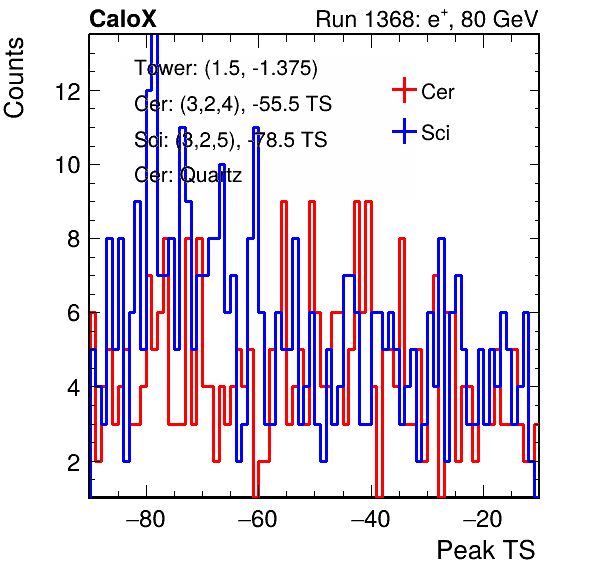 CaloX Run 1368: e⁺, 80 GeV
Counts
Tower: (1.5, -1.375)
Cer: (3,2,4), -55.5 TS
Sci: (3,2,5), -78.5 TS
Cer: Quartz
Cer
Sci
12
10
8
6
4
2
−80 −60 −40 −20
Peak TS